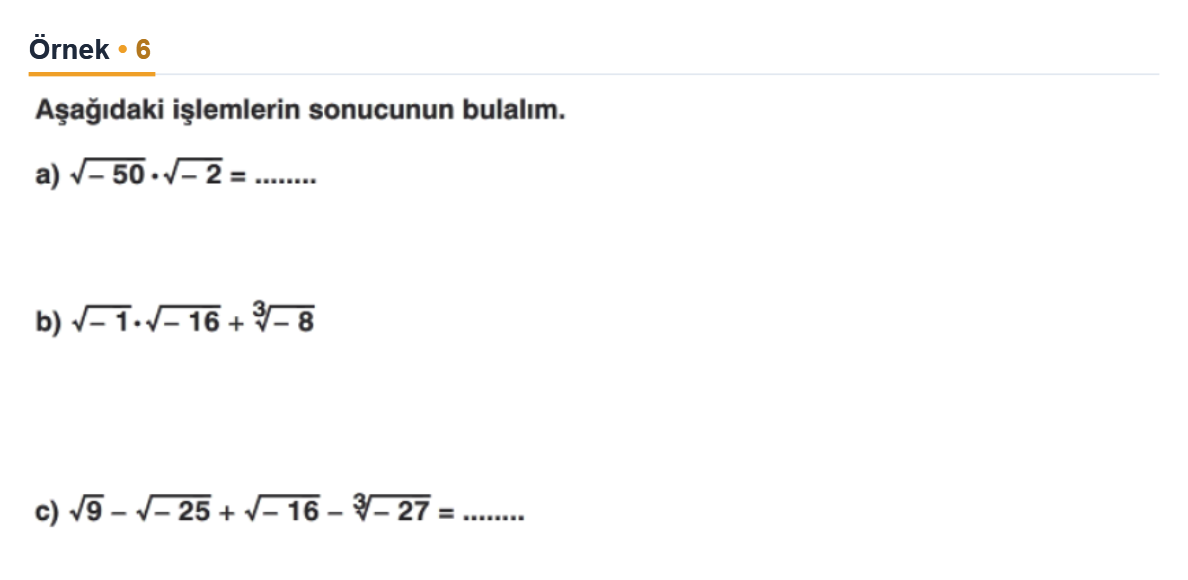 Örnek • 6
Aşağıdaki işlemlerin sonucunun bulalım.
a) √(– 50) · √(– 2) = ........
b) √(– 1) · √(– 16) + ∛(– 8)
c) √9 – √(– 25) + √(– 16) – ∛(– 27) = ........